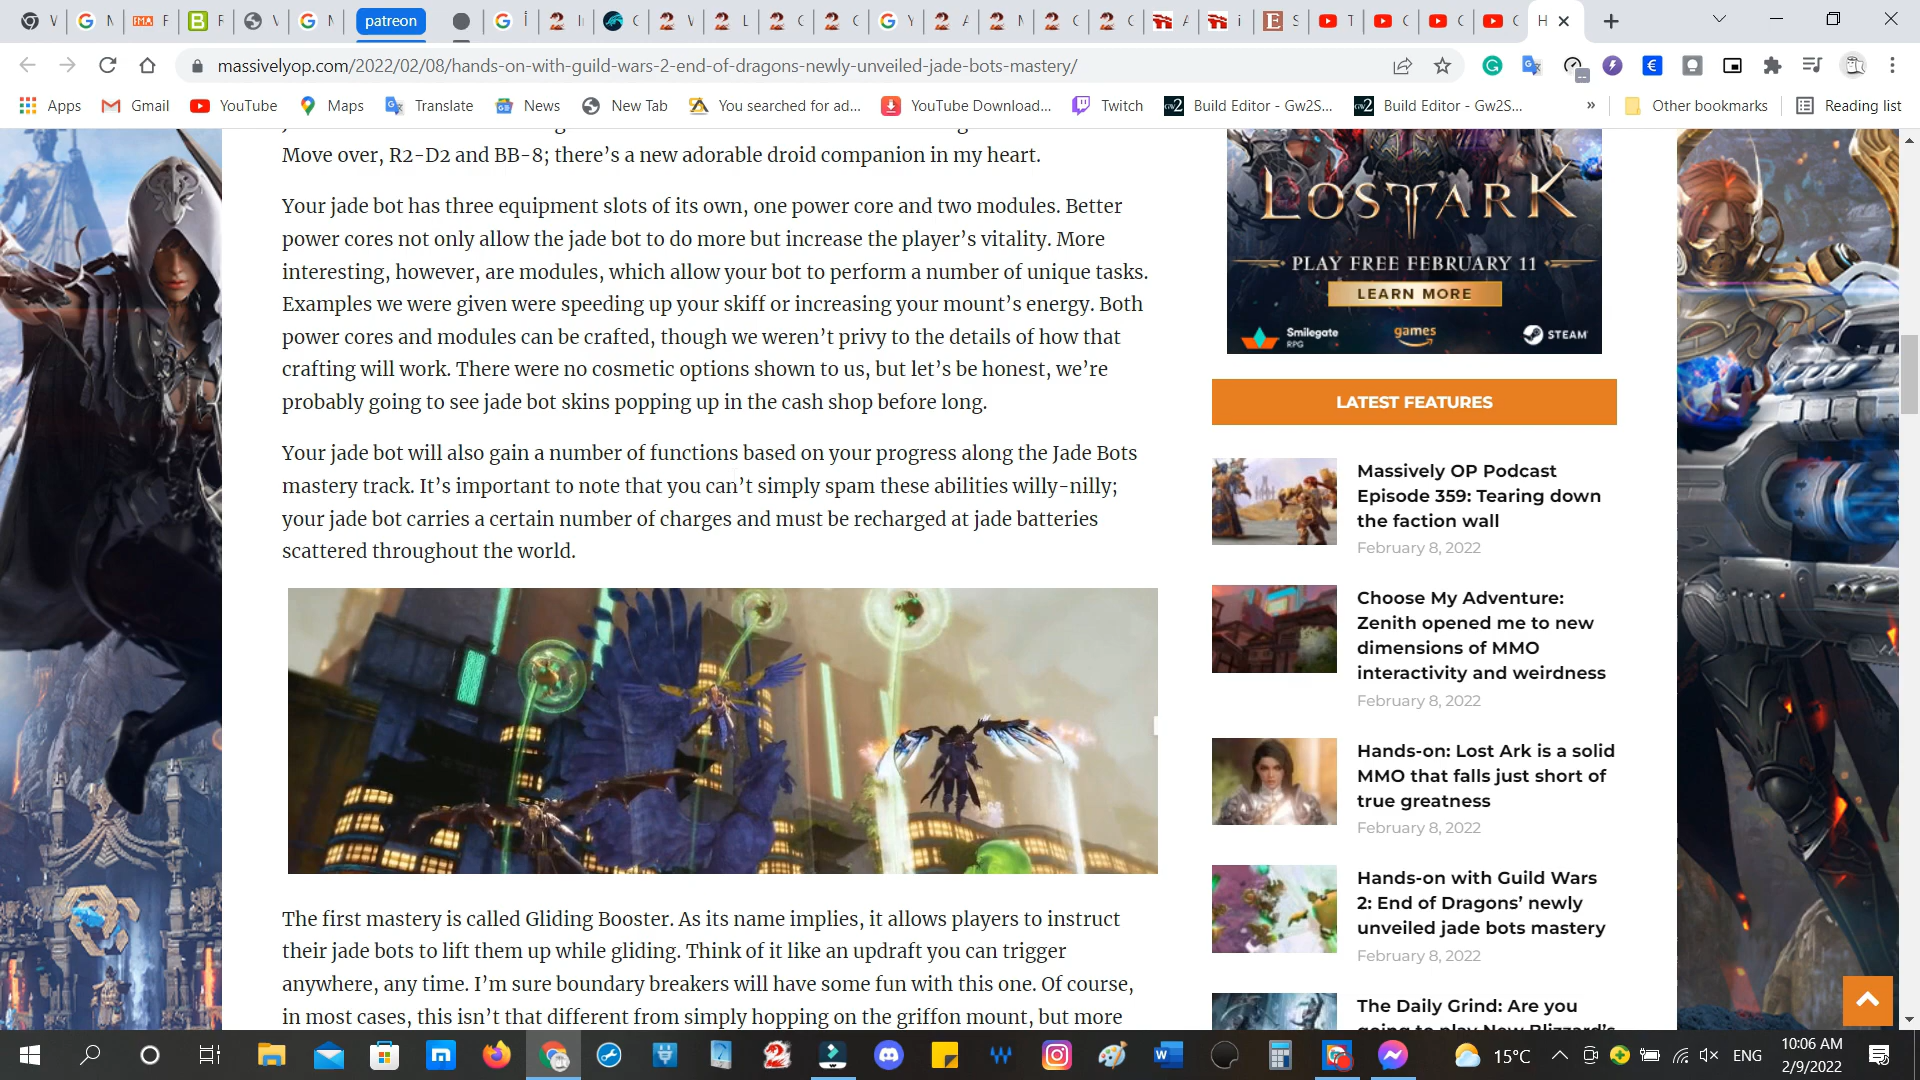 patreon
massivelyop.com/2022/02/08/hands-on-with-guild-wars-2-end-of-dragons-newly-unveiled-jade-bots-mastery/
Apps Gmail YouTube Maps Translate News New Tab You searched for ad... YouTube Download... Twitch Build Editor - Gw2S... Build Editor - Gw2S... » Other bookmarks Reading list
Move over, R2-D2 and BB-8; there's a new adorable droid companion in my heart.
Your jade bot has three equipment slots of its own, one power core and two modules. Better
power cores not only allow the jade bot to do more but increase the player's vitality. More
interesting, however, are modules, which allow your bot to perform a number of unique tasks.
Examples we were given were speeding up your skiff or increasing your mount's energy. Both
power cores and modules can be crafted, though we weren't privy to the details of how that
crafting will work. There were no cosmetic options shown to us, but let's be honest, we're
probably going to see jade bot skins popping up in the cash shop before long.
Your jade bot will also gain a number of functions based on your progress along the Jade Bots
mastery track. It's important to note that you can't simply spam these abilities willy-nilly;
your jade bot carries a certain number of charges and must be recharged at jade batteries
scattered throughout the world.
The first mastery is called Gliding Booster. As its name implies, it allows players to instruct
their jade bots to lift them up while gliding. Think of it like an updraft you can trigger
anywhere, any time. I'm sure boundary breakers will have some fun with this one. Of course,
in most cases, this isn't that different from simply hopping on the griffon mount, but more
LOST ARK
PLAY FREE FEBRUARY 11
LEARN MORE
Smilegate
RPG
games
STEAM
LATEST FEATURES
Massively OP Podcast
Episode 359: Tearing down
the faction wall
February 8, 2022
Choose My Adventure:
Zenith opened me to new
dimensions of MMO
interactivity and weirdness
February 8, 2022
Hands-on: Lost Ark is a solid
MMO that falls just short of
true greatness
February 8, 2022
Hands-on with Guild Wars
2: End of Dragons' newly
unveiled jade bots mastery
February 8, 2022
The Daily Grind: Are you
going to play New Blizzard's
15°C ENG
10:06 AM
2/9/2022